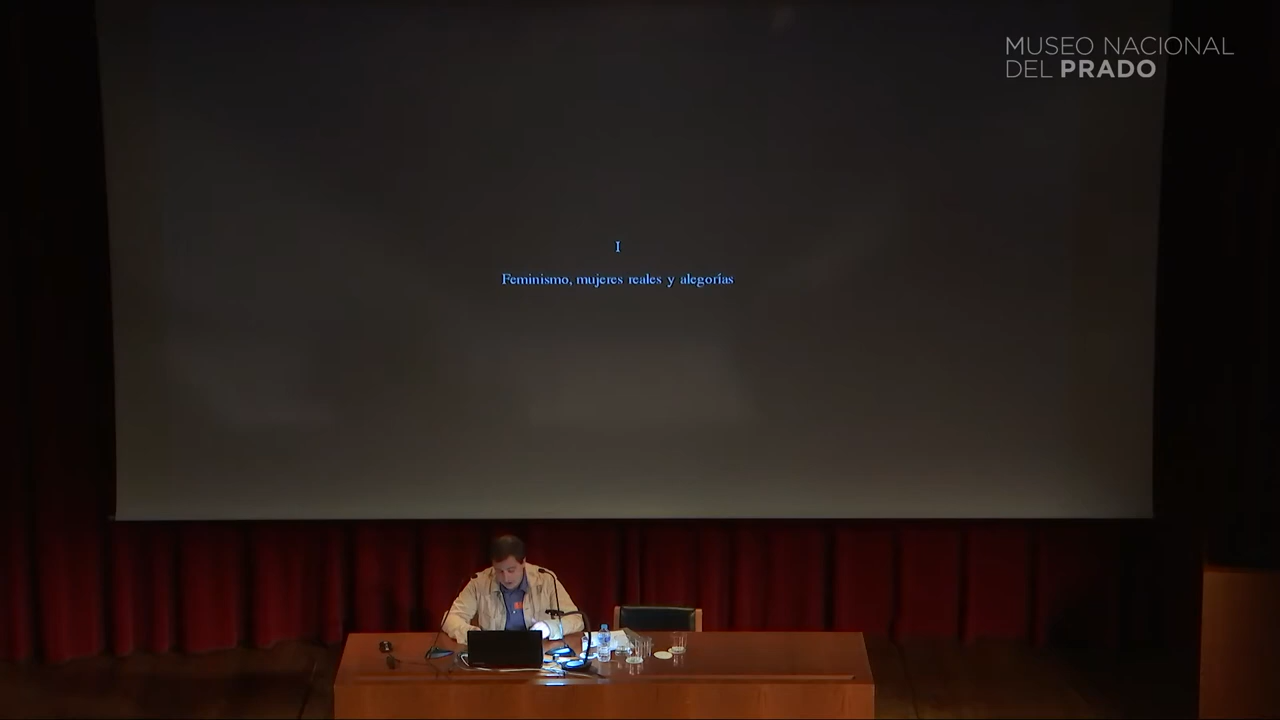 MUSEO NACIONAL
DEL PRADO
I
Feminismo, mujeres reales y alegorías